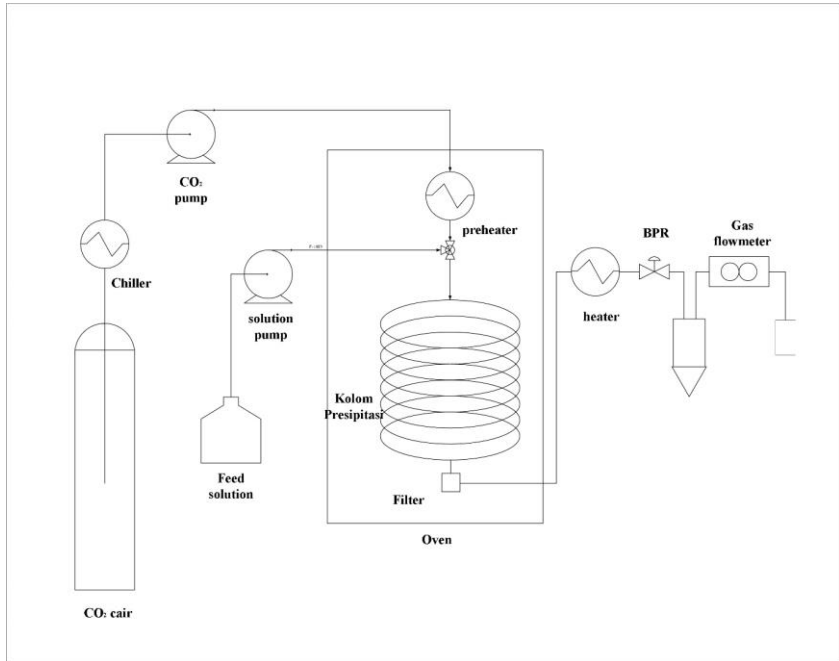 CO₂
pump
preheater
BPR
Gas
flowmeter
Chiller
solution
pump
heater
Kolom
Presipitasi
Feed
solution
Filter
Oven
CO₂ cair